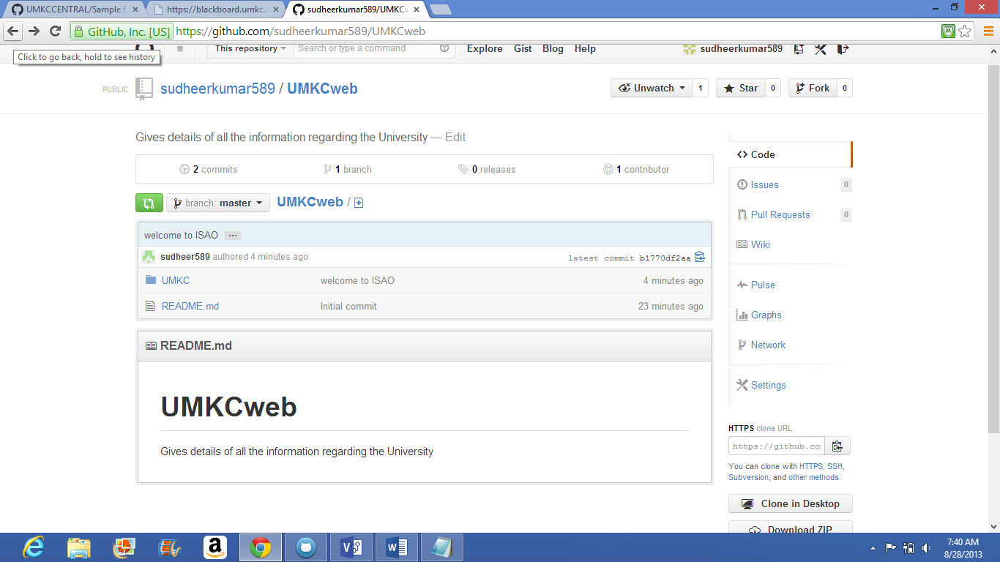 UMKCCENTRAL/Sample f
https://blackboard.umkc.
sudheerkumar589/UMKCw
GitHub, Inc. [US] https://github.com/sudheerkumar589/UMKCweb
Click to go back, hold to see history
This repository Search or type a command Explore Gist Blog Help sudheerkumar589
PUBLIC sudheerkumar589 / UMKCweb Unwatch 1 Star 0 Fork 0
Gives details of all the information regarding the University — Edit
2 commits 1 branch 0 releases 1 contributor
branch: master UMKCweb /
welcome to ISAO ...
sudheer589 authored 4 minutes ago latest commit b1770df2aa
UMKC welcome to ISAO 4 minutes ago
README.md Initial commit 23 minutes ago
README.md
UMKCweb
Gives details of all the information regarding the University
Code
Issues 0
Pull Requests 0
Wiki
Pulse
Graphs
Network
Settings
HTTPS clone URL
https://github.co
You can clone with HTTPS, SSH,
Subversion, and other methods.
Clone in Desktop
Download ZIP
7:40 AM
8/28/2013